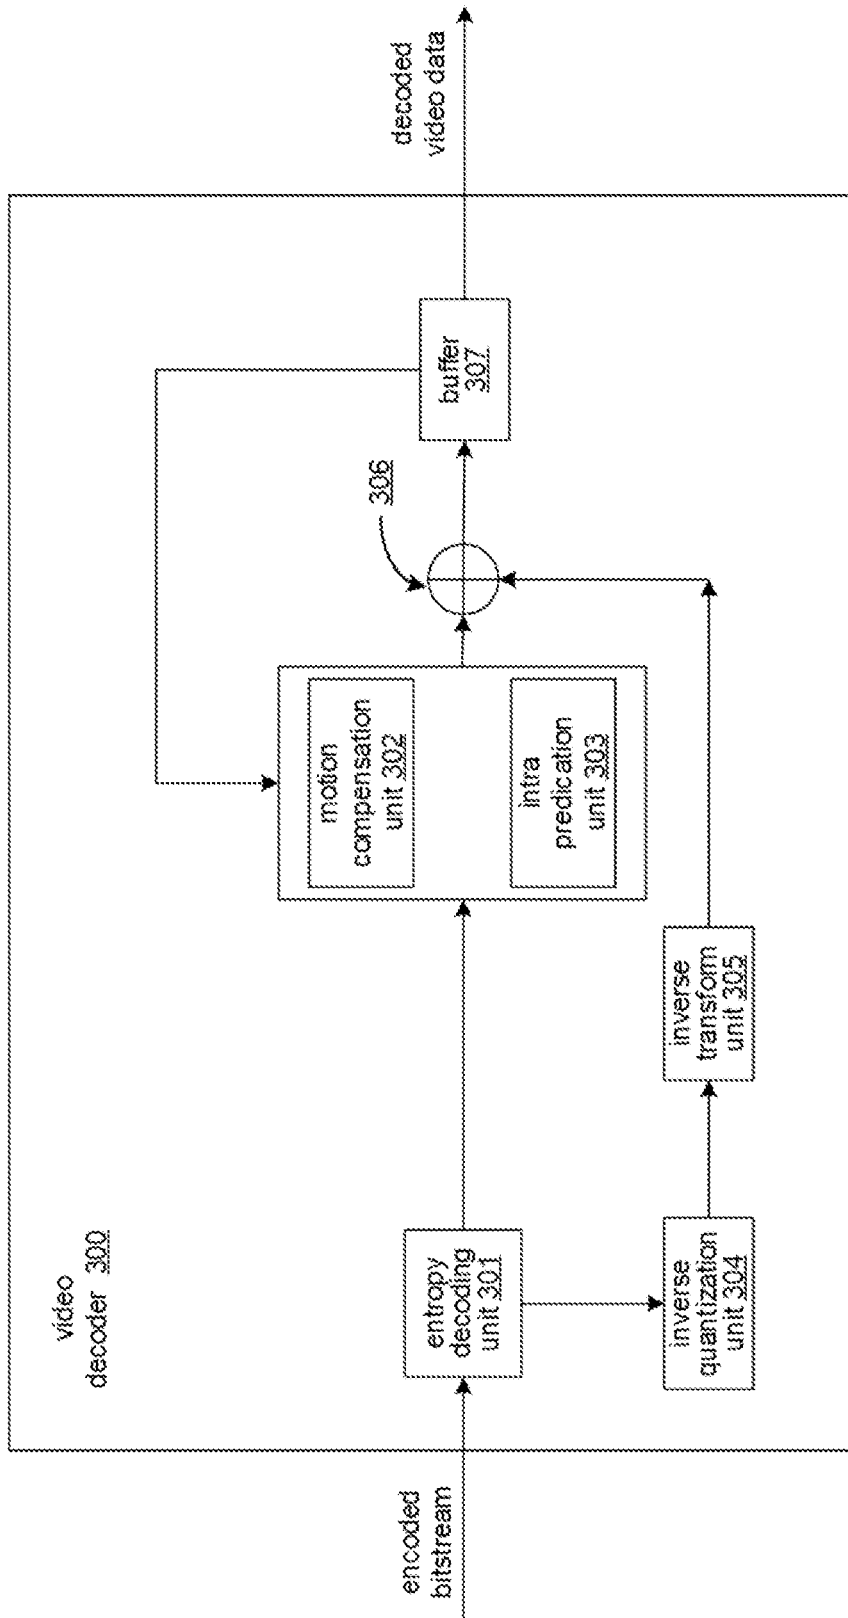 video
decoder 300
encoded
bitstream
entropy
decoding
unit 301
inverse
quantization
unit 304
inverse
transform
unit 305
motion
compensation
unit 302
intra
predication
unit 303
306
buffer
307
decoded
video data